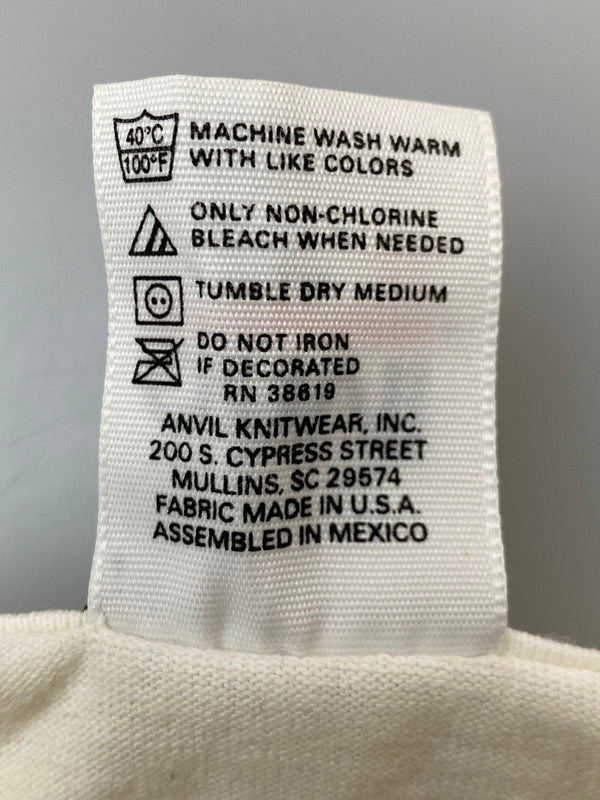 40°C
100°F
MACHINE WASH WARM
WITH LIKE COLORS
ONLY NON-CHLORINE
BLEACH WHEN NEEDED
TUMBLE DRY MEDIUM
DO NOT IRON
IF DECORATED
RN 38619
ANVIL KNITWEAR, INC.
200 S. CYPRESS STREET
MULLINS, SC 29574
FABRIC MADE IN U.S.A.
ASSEMBLED IN MEXICO